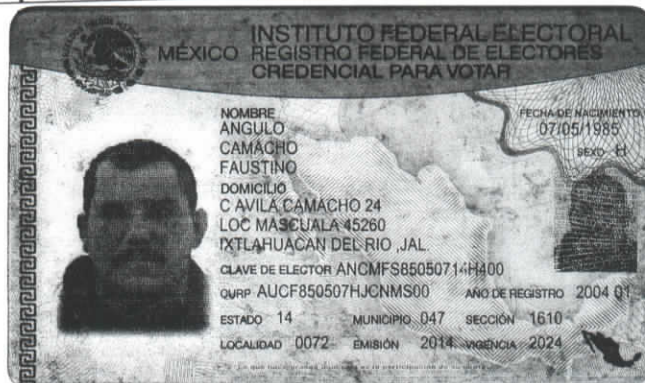 INSTITUTO FEDERAL ELECTORAL
MÉXICO REGISTRO FEDERAL DE ELECTORES
CREDENCIAL PARA VOTAR
NOMBRE
ANGULO
CAMACHO
FAUSTINO
FECHA DE NACIMIENTO
07/05/1985
SEXO H
DOMICILIO
C AVILA CAMACHO 24
LOC MASCUALA 45260
IXTLAHUACAN DEL RIO ,JAL.
CLAVE DE ELECTOR ANCMFS85050714H400
CURP AUCF850507HJCNMS00 AÑO DE REGISTRO 2004 01
ESTADO 14 MUNICIPIO 047 SECCIÓN 1610
LOCALIDAD 0072 EMISIÓN 2014 VIGENCIA 2024